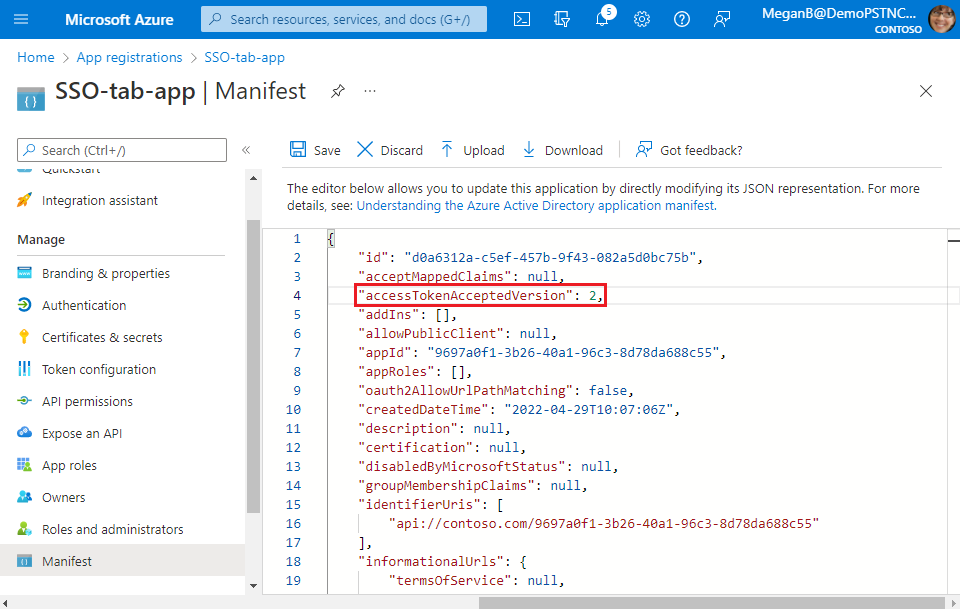 Microsoft Azure
Search resources, services, and docs (G+/)
5
MeganB@DemoPSTNC...
CONTOSO
Home > App registrations > SSO-tab-app
SSO-tab-app | Manifest
Search (Ctrl+/)
Save Discard Upload Download Got feedback?
Quickstart
Integration assistant
Manage
Branding & properties
Authentication
Certificates & secrets
Token configuration
API permissions
Expose an API
App roles
Owners
Roles and administrators
Manifest
The editor below allows you to update this application by directly modifying its JSON representation. For more
details, see: Understanding the Azure Active Directory application manifest.
1 {
2 "id": "d0a6312a-c5ef-457b-9f43-082a5d0bc75b",
3 "acceptMappedClaims": null,
4 "accessTokenAcceptedVersion": 2,
5 "addIns": [],
6 "allowPublicClient": null,
7 "appId": "9697a0f1-3b26-40a1-96c3-8d78da688c55",
8 "appRoles": [],
9 "oauth2AllowUrlPathMatching": false,
10 "createdDateTime": "2022-04-29T10:07:06Z",
11 "description": null,
12 "certification": null,
13 "disabledByMicrosoftStatus": null,
14 "groupMembershipClaims": null,
15 "identifierUris": [
16 "api://contoso.com/9697a0f1-3b26-40a1-96c3-8d78da688c55"
17 ],
18 "informationalUrls": {
19 "termsOfService": null,